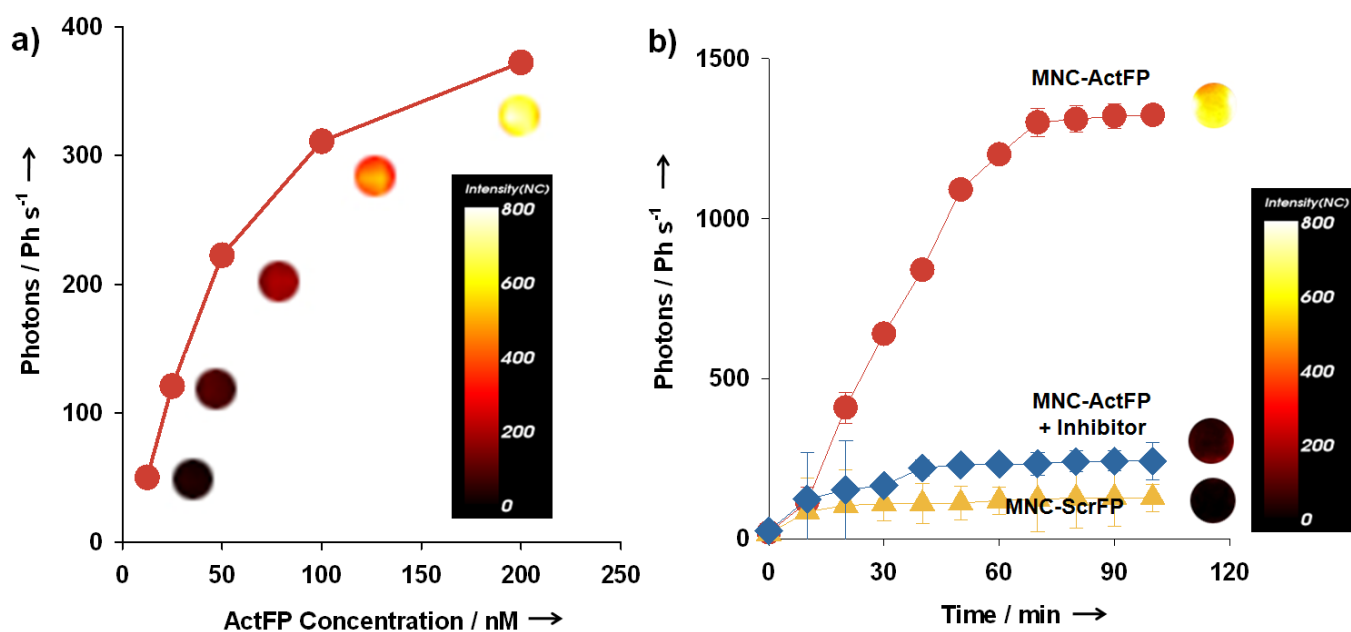 a)
400
300
200
100
0
Photons / Ph s⁻¹ →
0 50 100 150 200 250
ActFP Concentration / nM →
Intensity(NC)
800
600
400
200
0
b)
1500
1000
500
0
Photons / Ph s⁻¹ →
0 30 60 90 120
Time / min →
MNC-ActFP
MNC-ActFP
+ Inhibitor
MNC-ScrFP
Intensity(NC)
800
600
400
200
0